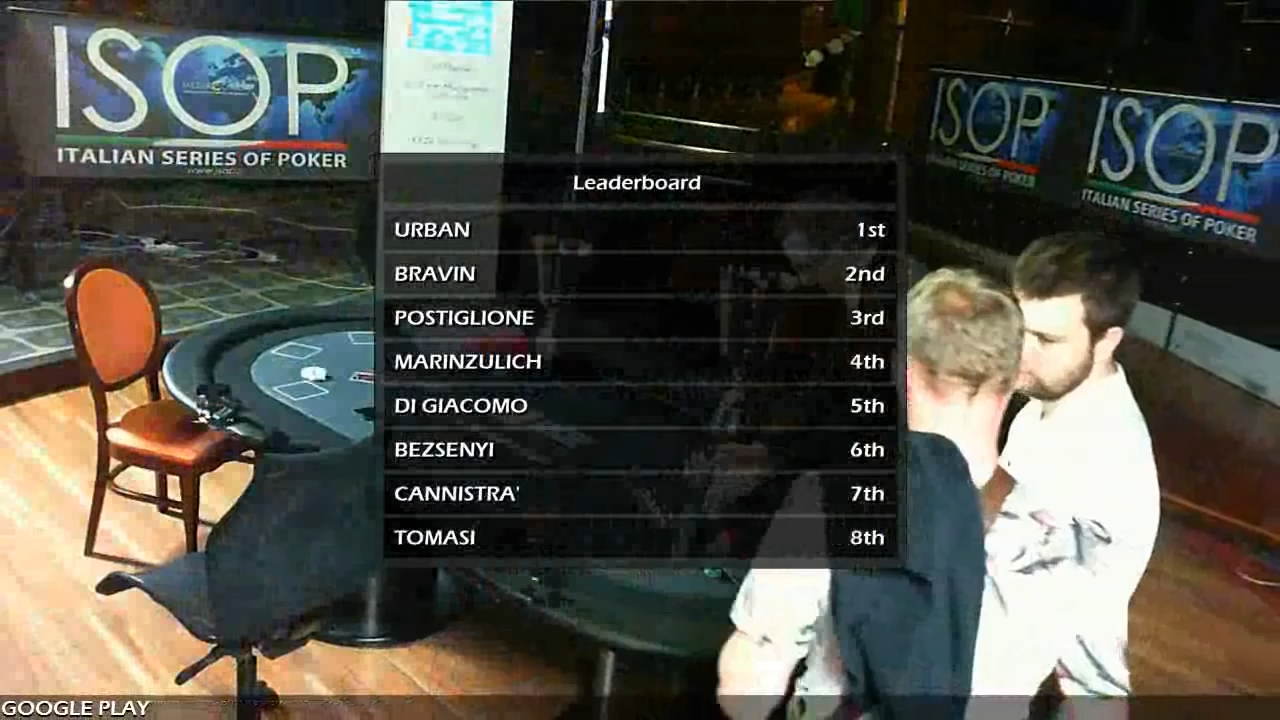 ISOP
ITALIAN SERIES OF POKER
ISOP
ITALIAN SERIES OF POKER
ISOP
ITALIAN SERIES OF POKER
Leaderboard
URBAN 1st
BRAVIN 2nd
POSTIGLIONE 3rd
MARINZULICH 4th
DI GIACOMO 5th
BEZSENYI 6th
CANNISTRA' 7th
TOMASI 8th
GOOGLE PLAY